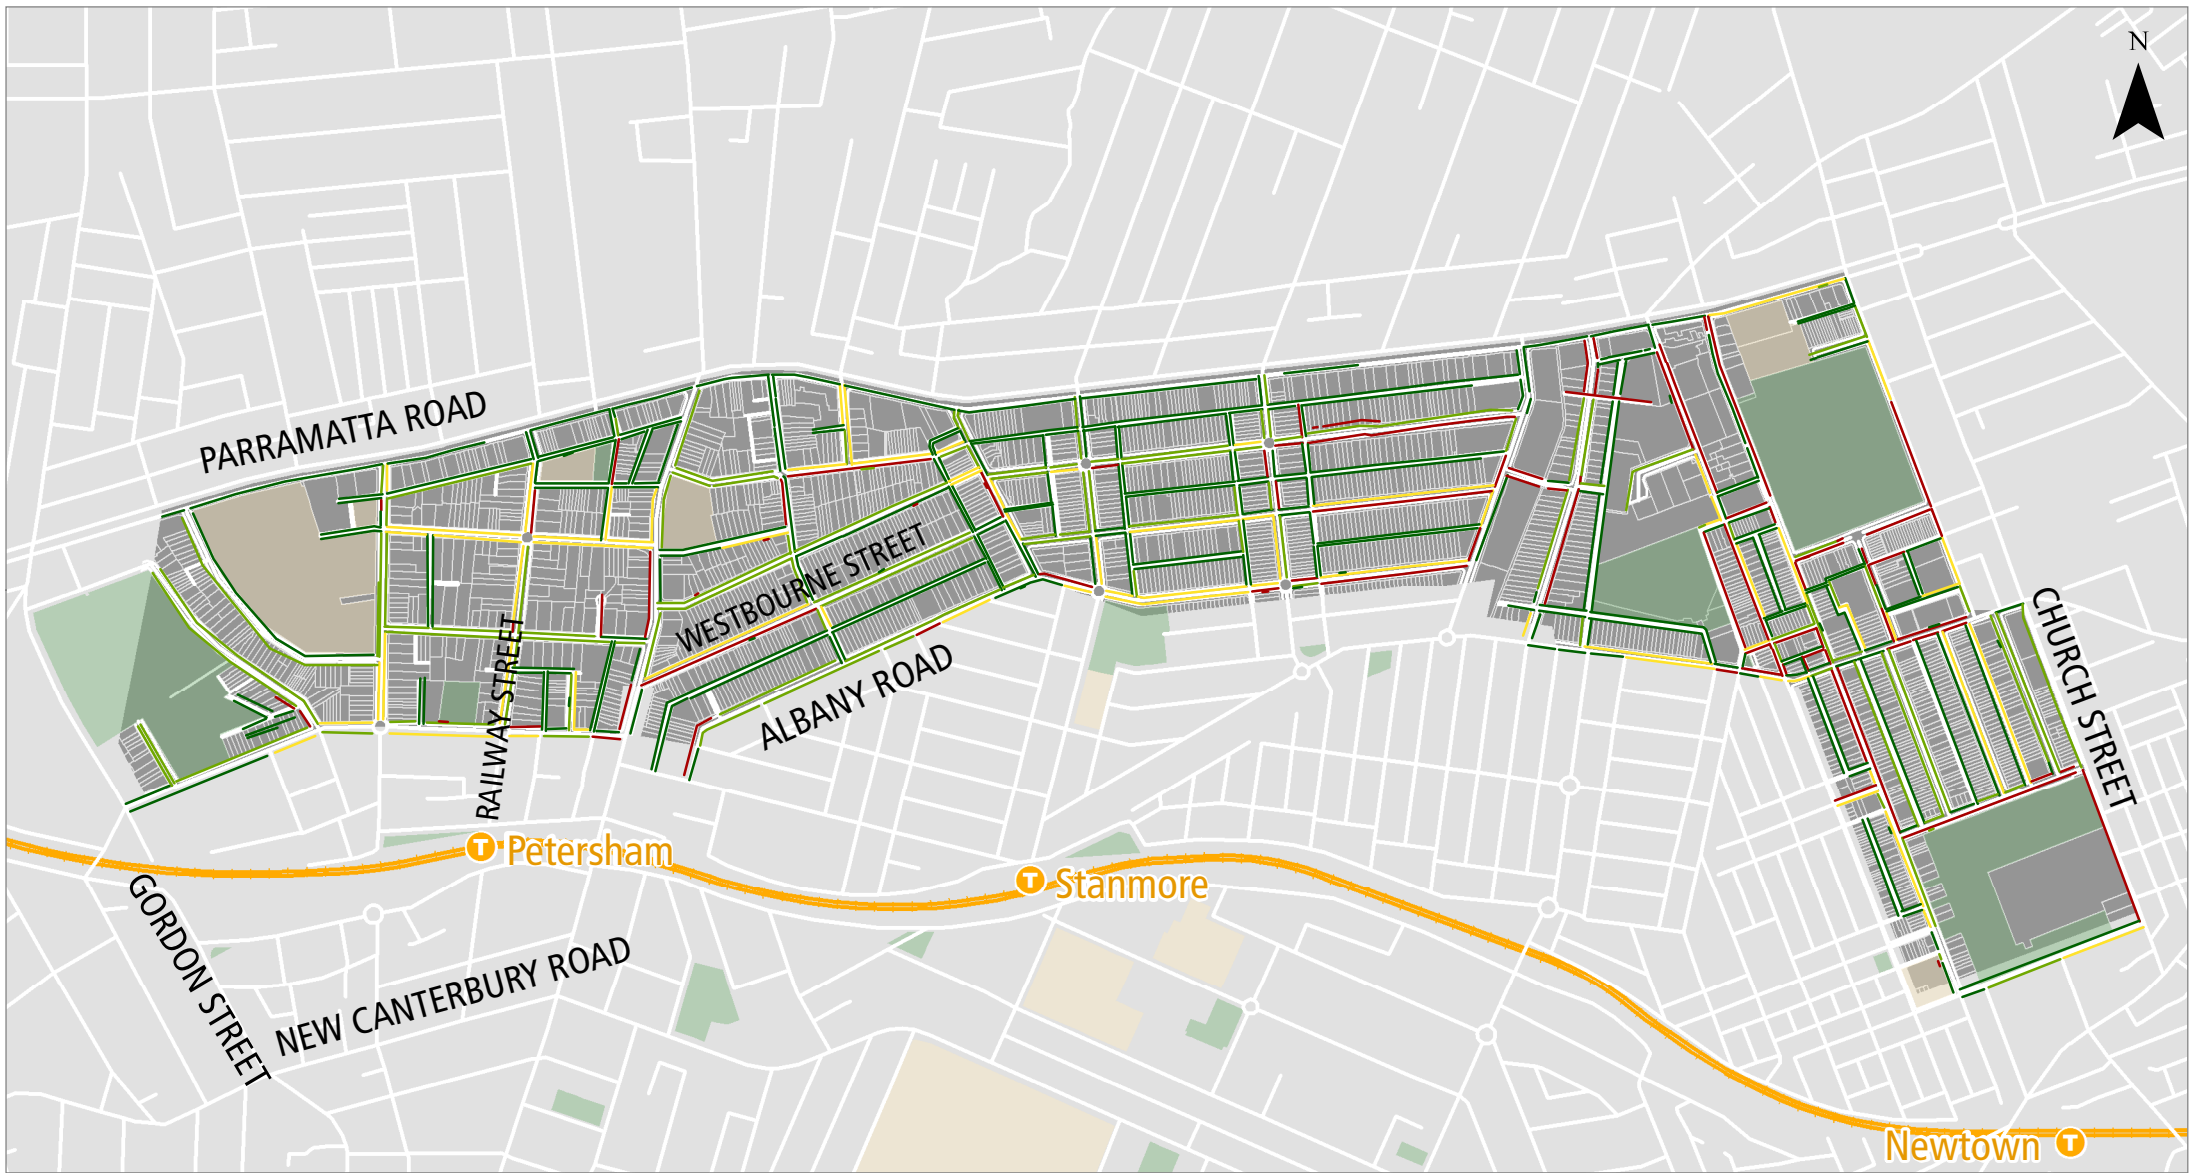 N
PARRAMATTA ROAD
WESTBOURNE STREET
ALBANY ROAD
RAILWAY STREET
CHURCH STREET
T Petersham
T Stanmore
GORDON STREET
NEW CANTERBURY ROAD
Newtown T